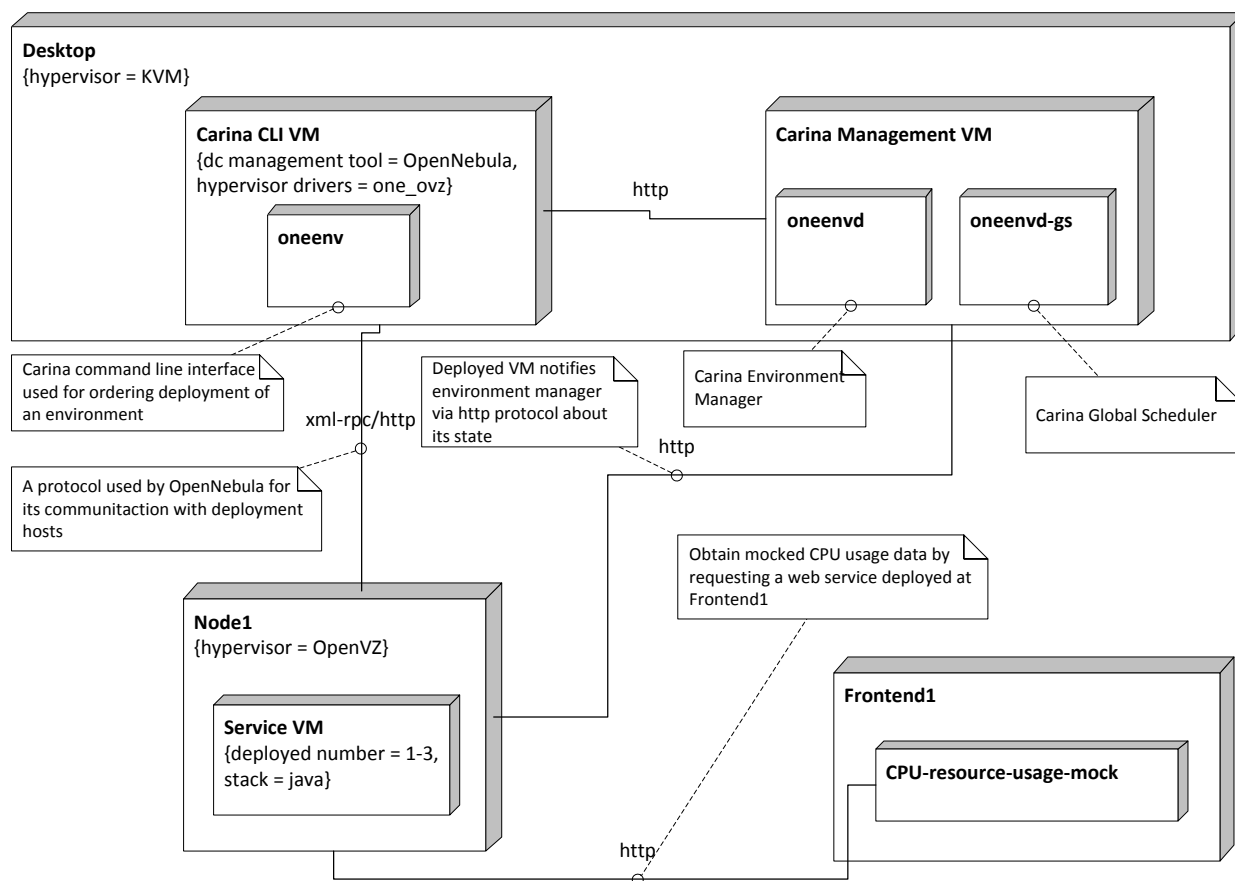 Desktop
{hypervisor = KVM}
Carina CLI VM
{dc management tool = OpenNebula,
hypervisor drivers = one_ovz}
oneenv
http
Carina Management VM
oneenvd
oneenvd-gs
Carina command line interface
used for ordering deployment of
an environment
Deployed VM notifies
environment manager
via http protocol about
its state
Carina Environment
Manager
Carina Global Scheduler
xml-rpc/http
http
A protocol used by OpenNebula for
its communitaction with deployment
hosts
Obtain mocked CPU usage data by
requesting a web service deployed at
Frontend1
Node1
{hypervisor = OpenVZ}
Service VM
{deployed number = 1-3,
stack = java}
Frontend1
CPU-resource-usage-mock
http